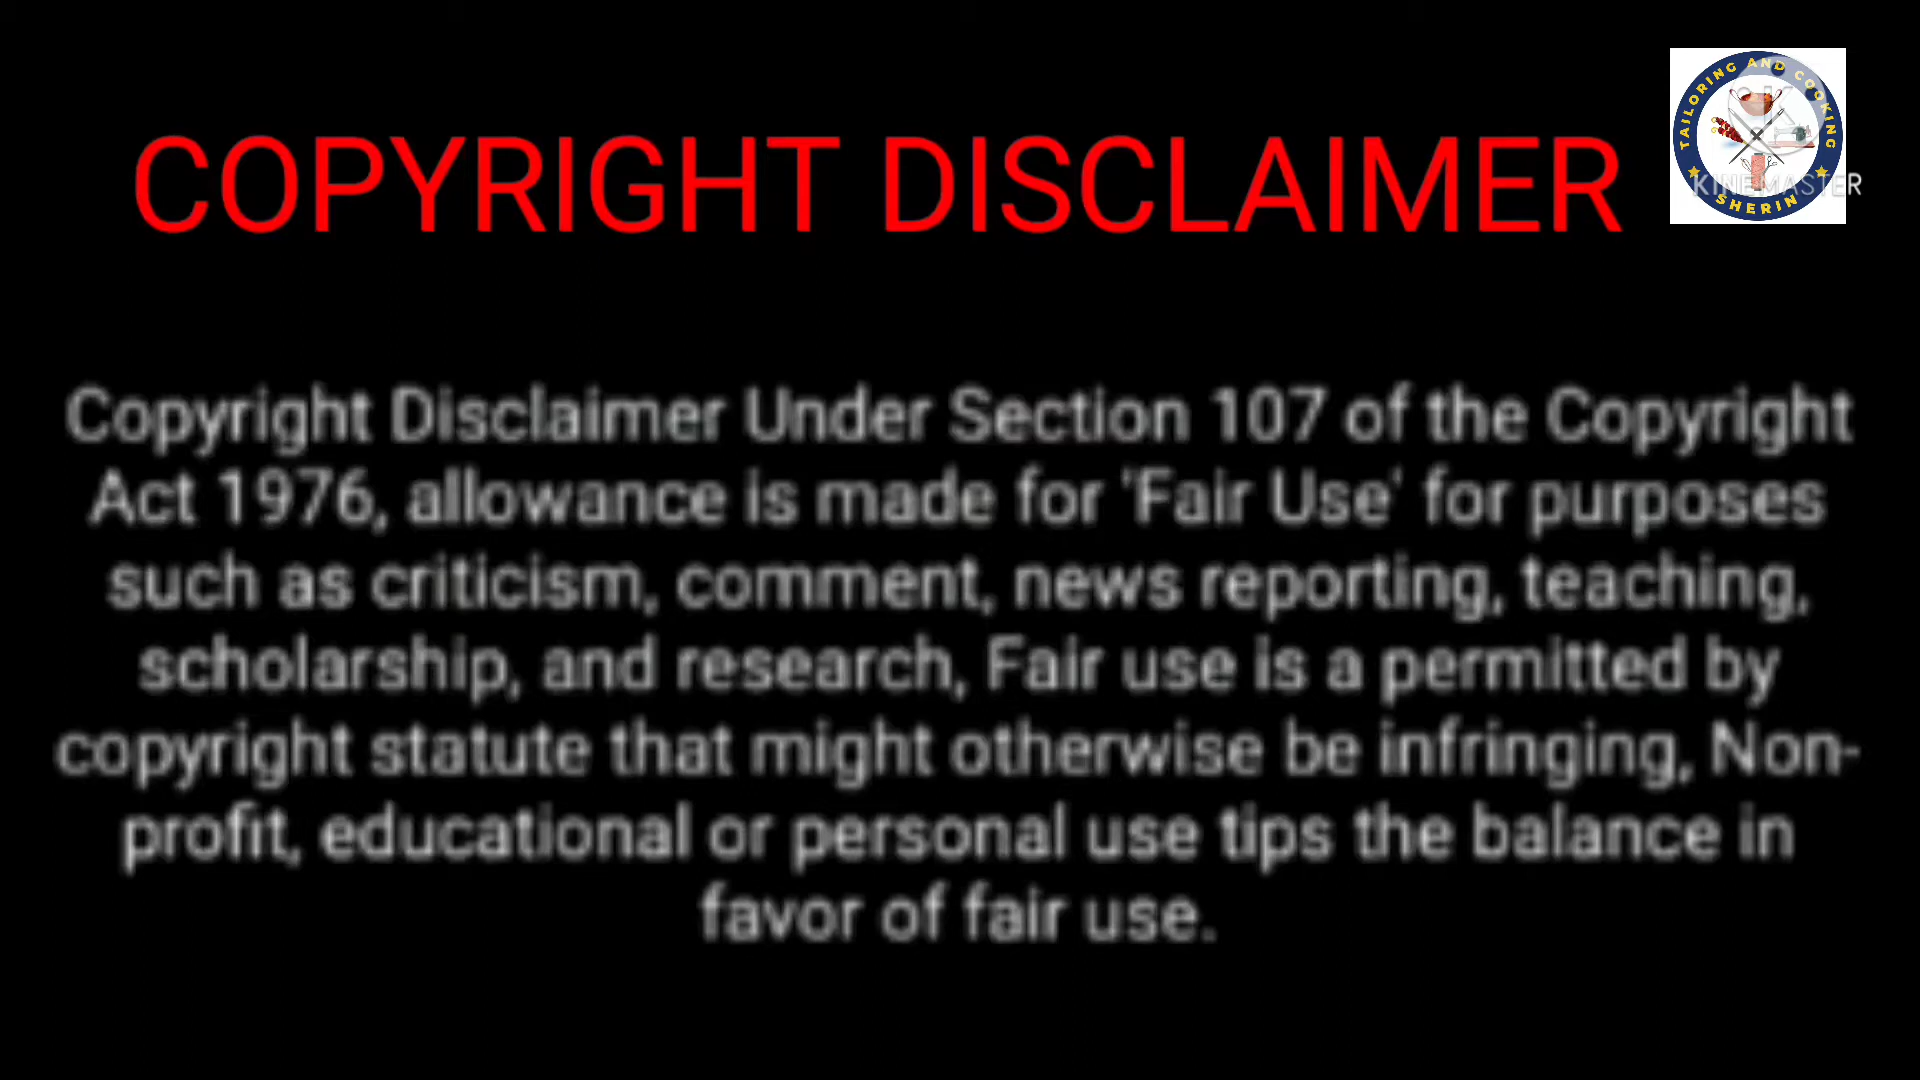 COPYRIGHT DISCLAIMER
TAILORING AND COOKING
SHERIN
KINEMASTER
Copyright Disclaimer Under Section 107 of the Copyright
Act 1976, allowance is made for 'Fair Use' for purposes
such as criticism, comment, news reporting, teaching,
scholarship, and research, Fair use is a permitted by
copyright statute that might otherwise be infringing, Non-
profit, educational or personal use tips the balance in
favor of fair use.